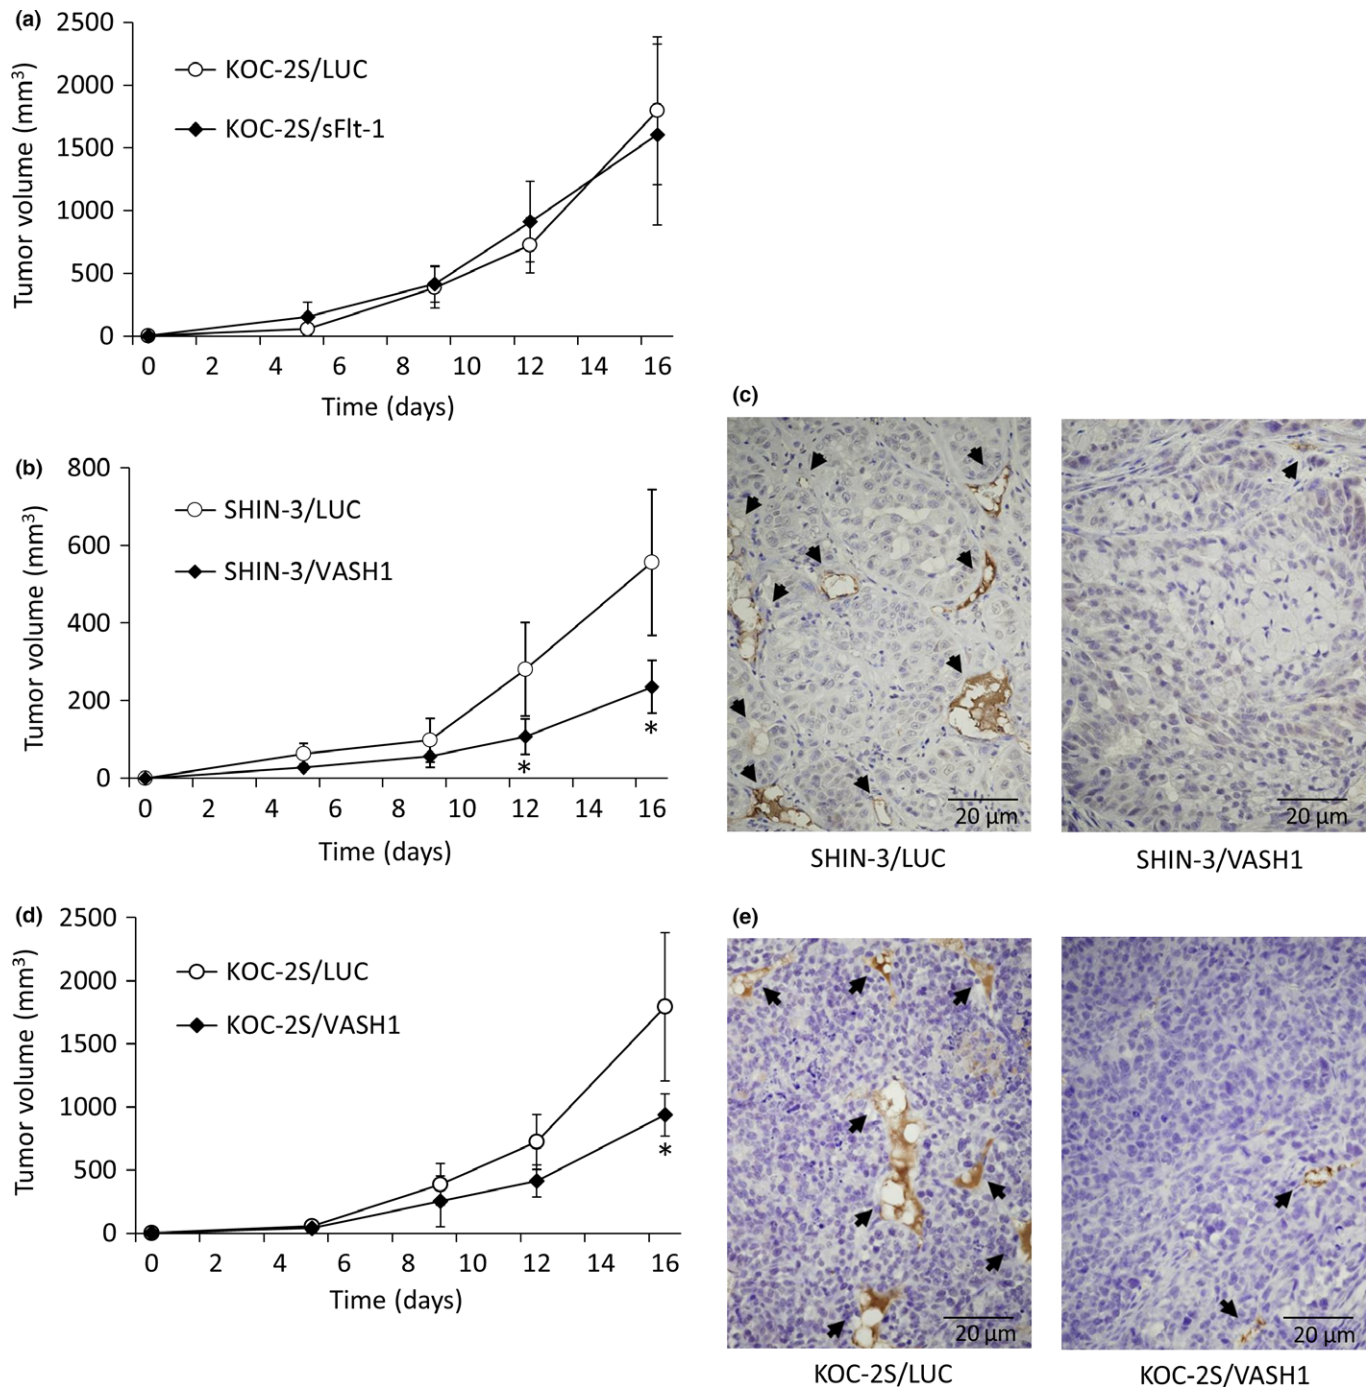 (a)
2500
2000
1500
1000
500
0
Tumor volume (mm³)
KOC-2S/LUC
KOC-2S/sFlt-1
0 2 4 6 8 10 12 14 16
Time (days)
(b)
800
600
400
200
0
Tumor volume (mm³)
SHIN-3/LUC
SHIN-3/VASH1
*
*
0 2 4 6 8 10 12 14 16
Time (days)
(c)
20 µm
20 µm
SHIN-3/LUC
SHIN-3/VASH1
(d)
2500
2000
1500
1000
500
0
Tumor volume (mm³)
KOC-2S/LUC
KOC-2S/VASH1
*
0 2 4 6 8 10 12 14 16
Time (days)
(e)
20 µm
20 µm
KOC-2S/LUC
KOC-2S/VASH1